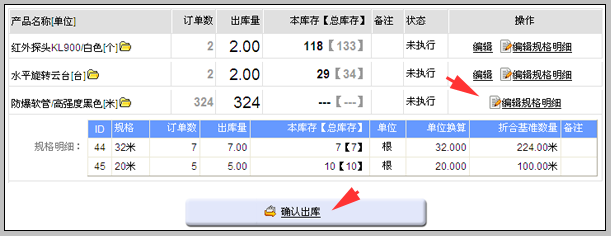 产品名称[单位] 订单数 出库量 本库存【总库存】 备注 状态 操作
红外探头KL900/白色[个] 2 2.00 118【133】 未执行 编辑 编辑规格明细
水平旋转云台[台] 2 2.00 29【34】 未执行 编辑 编辑规格明细
防爆软管/高强度黑色[米] 324 324 ---【---】 未执行 编辑规格明细
规格明细： ID 规格 订单数 出库量 本库存【总库存】 单位 单位换算 折合基准数量 备注
44 32米 7 7.00 7【7】 根 32.000 224.00米
45 20米 5 5.00 10【10】 根 20.000 100.00米
确认出库